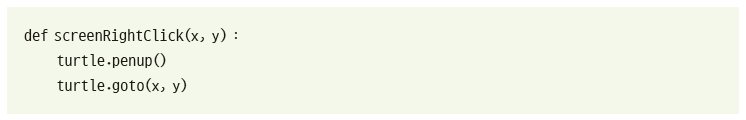 def screenRightClick(x, y) :
    turtle.penup()
    turtle.goto(x, y)